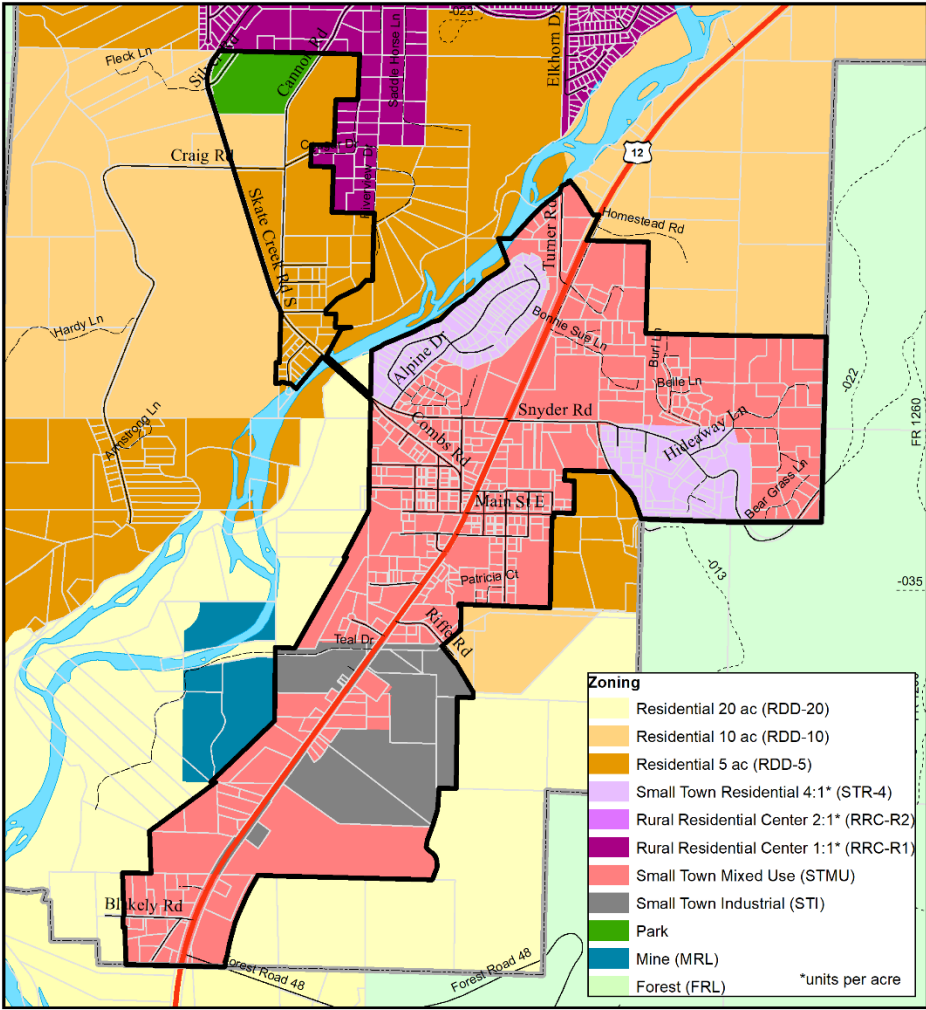 -023
Fleck Ln
Silver Rd
Cannon Rd
Saddle Horse Ln
Elkhorn Dr
12
Craig Rd
Riverview Dr
Skate Creek Rd S
Turner Rd
Homestead Rd
Hardy Ln
Bonnie Sue Ln
Burl Ln
Alpine Dr
Belle Ln
-022
FR 1260
Snyder Rd
Combs Rd
Hideaway Ln
Armstrong Ln
Bear Grass Ln
Main St E
-013
-035
Patricia Ct
Riffe Rd
Teal Dr
Zoning
Residential 20 ac (RDD-20)
Residential 10 ac (RDD-10)
Residential 5 ac (RDD-5)
Small Town Residential 4:1* (STR-4)
Rural Residential Center 2:1* (RRC-R2)
Rural Residential Center 1:1* (RRC-R1)
Small Town Mixed Use (STMU)
Small Town Industrial (STI)
Park
Mine (MRL)
Forest (FRL)
*units per acre
Blakely Rd
Forest Road 48
Forest Road 48